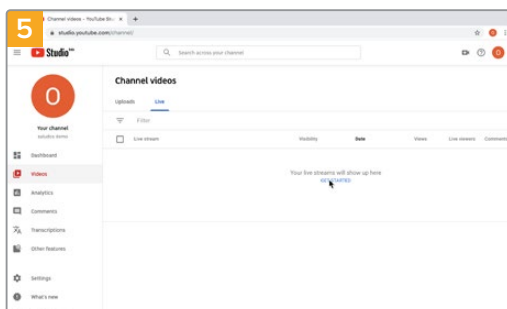 5
Channel videos - YouTube Stu
studio.youtube.com/channel/
Studio
Search across your channel
O
Channel videos
Uploads
Live
Filter
Live stream
Visibility
Date
Views
Live viewers
Comments
Your live streams will show up here
GET STARTED
O
Your channel
Dashboard
Videos
Analytics
Comments
Transcriptions
Other features
Settings
What's new